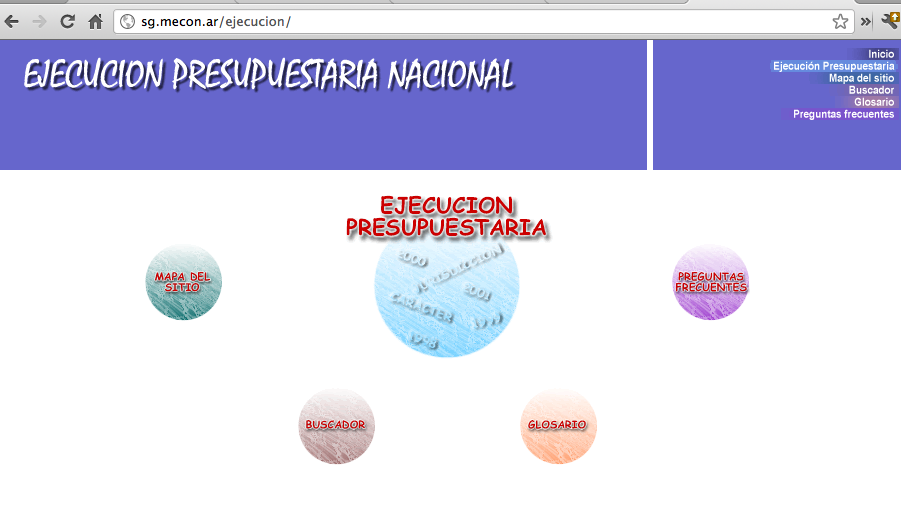 sg.mecon.ar/ejecucion/
EJECUCION PRESUPUESTARIA NACIONAL
Inicio
Ejecución Presupuestaria
Mapa del sitio
Buscador
Glosario
Preguntas frecuentes
EJECUCION
PRESUPUESTARIA
2000
JURISDICCION
2001
CARACTER
1999
1998
MAPA DEL
SITIO
PREGUNTAS
FRECUENTES
BUSCADOR
GLOSARIO